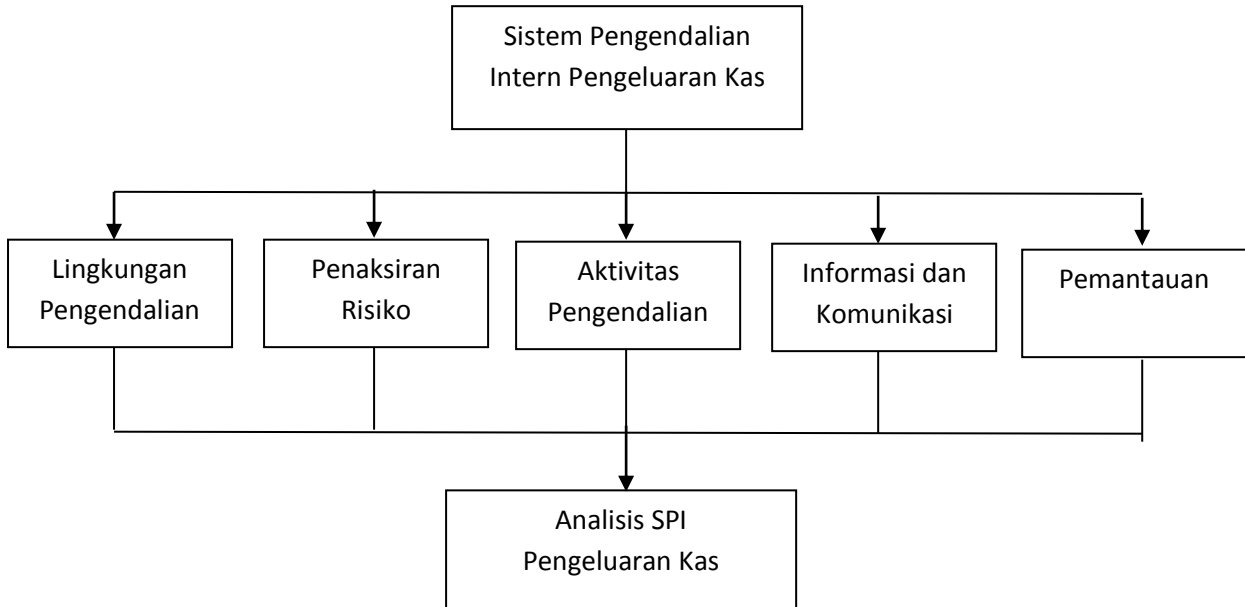 Sistem Pengendalian
Intern Pengeluaran Kas
Lingkungan
Pengendalian
Penaksiran
Risiko
Aktivitas
Pengendalian
Informasi dan
Komunikasi
Pemantauan
Analisis SPI
Pengeluaran Kas